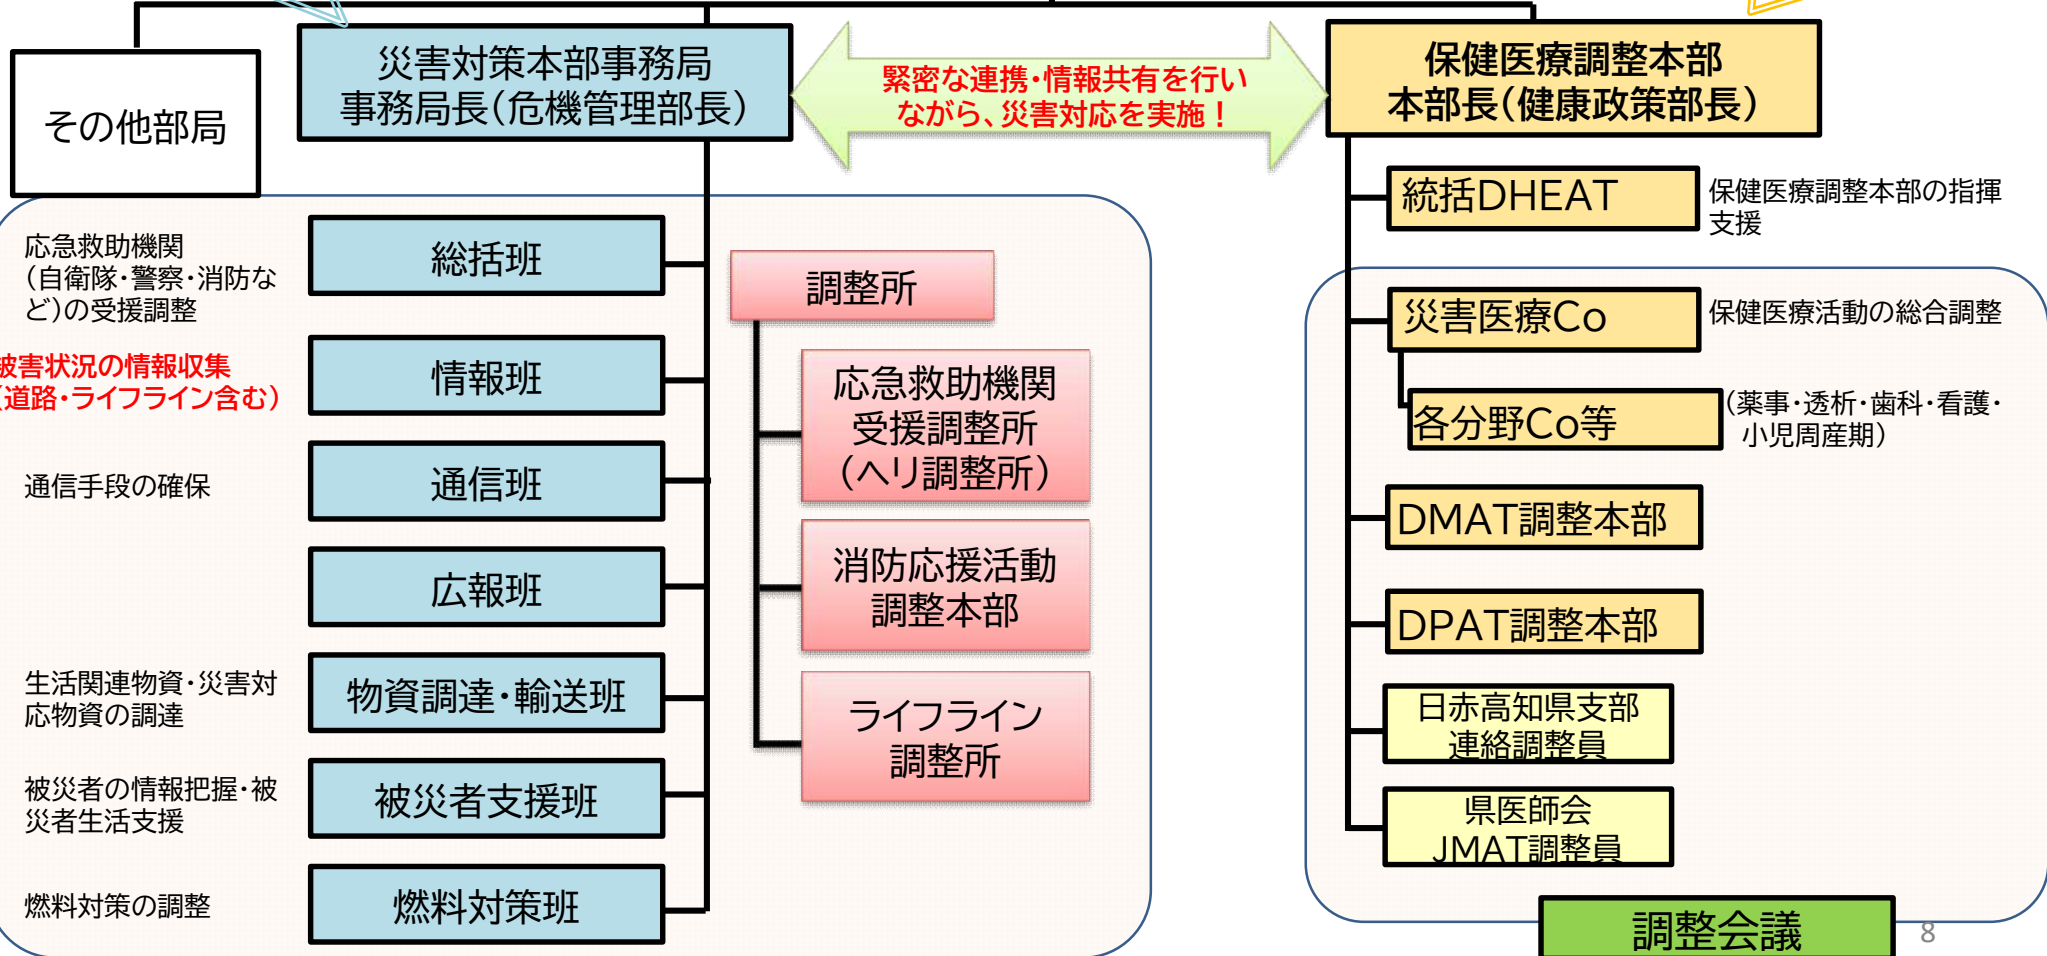 その他部局
災害対策本部事務局
事務局長(危機管理部長)
緊密な連携・情報共有を行い
ながら、災害対応を実施!
保健医療調整本部
本部長(健康政策部長)
応急救助機関
(自衛隊・警察・消防な
ど)の受援調整
総括班
被害状況の情報収集
(道路・ライフライン含む)
情報班
通信手段の確保
通信班
広報班
生活関連物資・災害対
応物資の調達
物資調達・輸送班
被災者の情報把握・被
災者生活支援
被災者支援班
燃料対策の調整
燃料対策班
調整所
応急救助機関
受援調整所
(ヘリ調整所)
消防応援活動
調整本部
ライフライン
調整所
統括DHEAT
保健医療調整本部の指揮
支援
災害医療Co
保健医療活動の総合調整
各分野Co等
(薬事・透析・歯科・看護・
小児周産期)
DMAT調整本部
DPAT調整本部
日赤高知県支部
連絡調整員
県医師会
JMAT調整員
調整会議
8